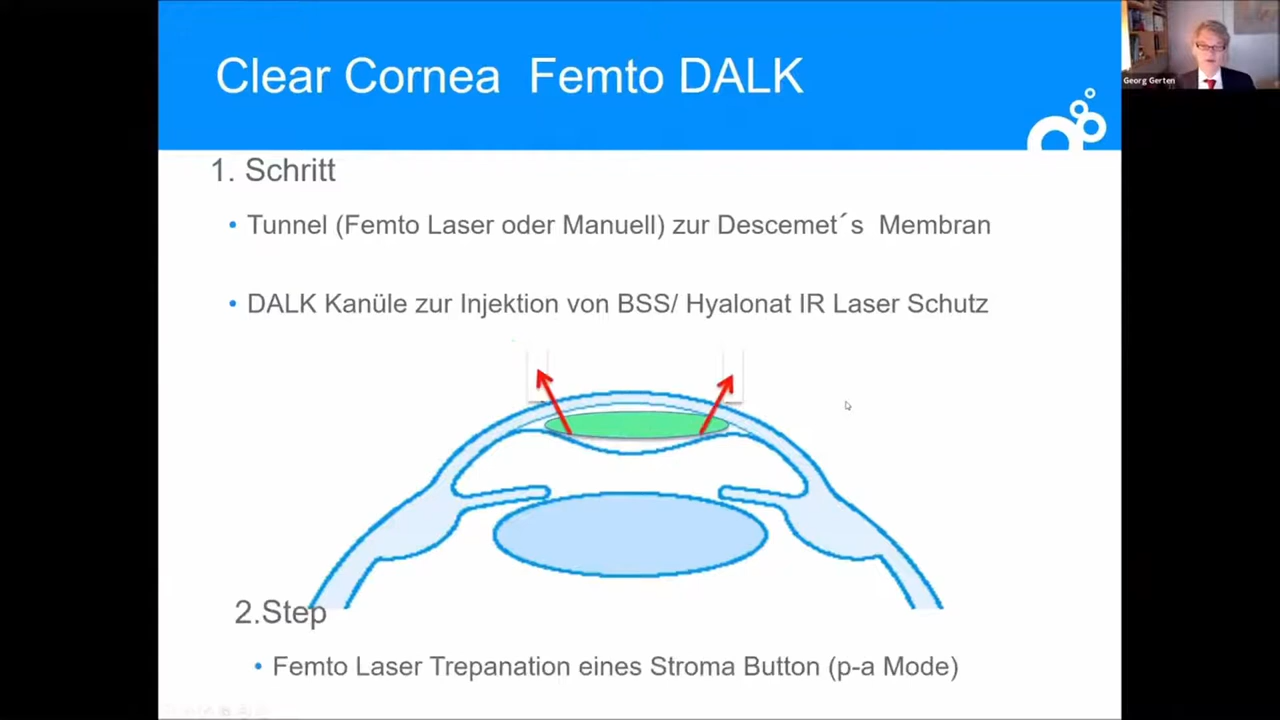 Clear Cornea Femto DALK
Georg Gerten
1. Schritt
• Tunnel (Femto Laser oder Manuell) zur Descemet´s Membran
• DALK Kanüle zur Injektion von BSS/ Hyalonat IR Laser Schutz
2.Step
• Femto Laser Trepanation eines Stroma Button (p-a Mode)